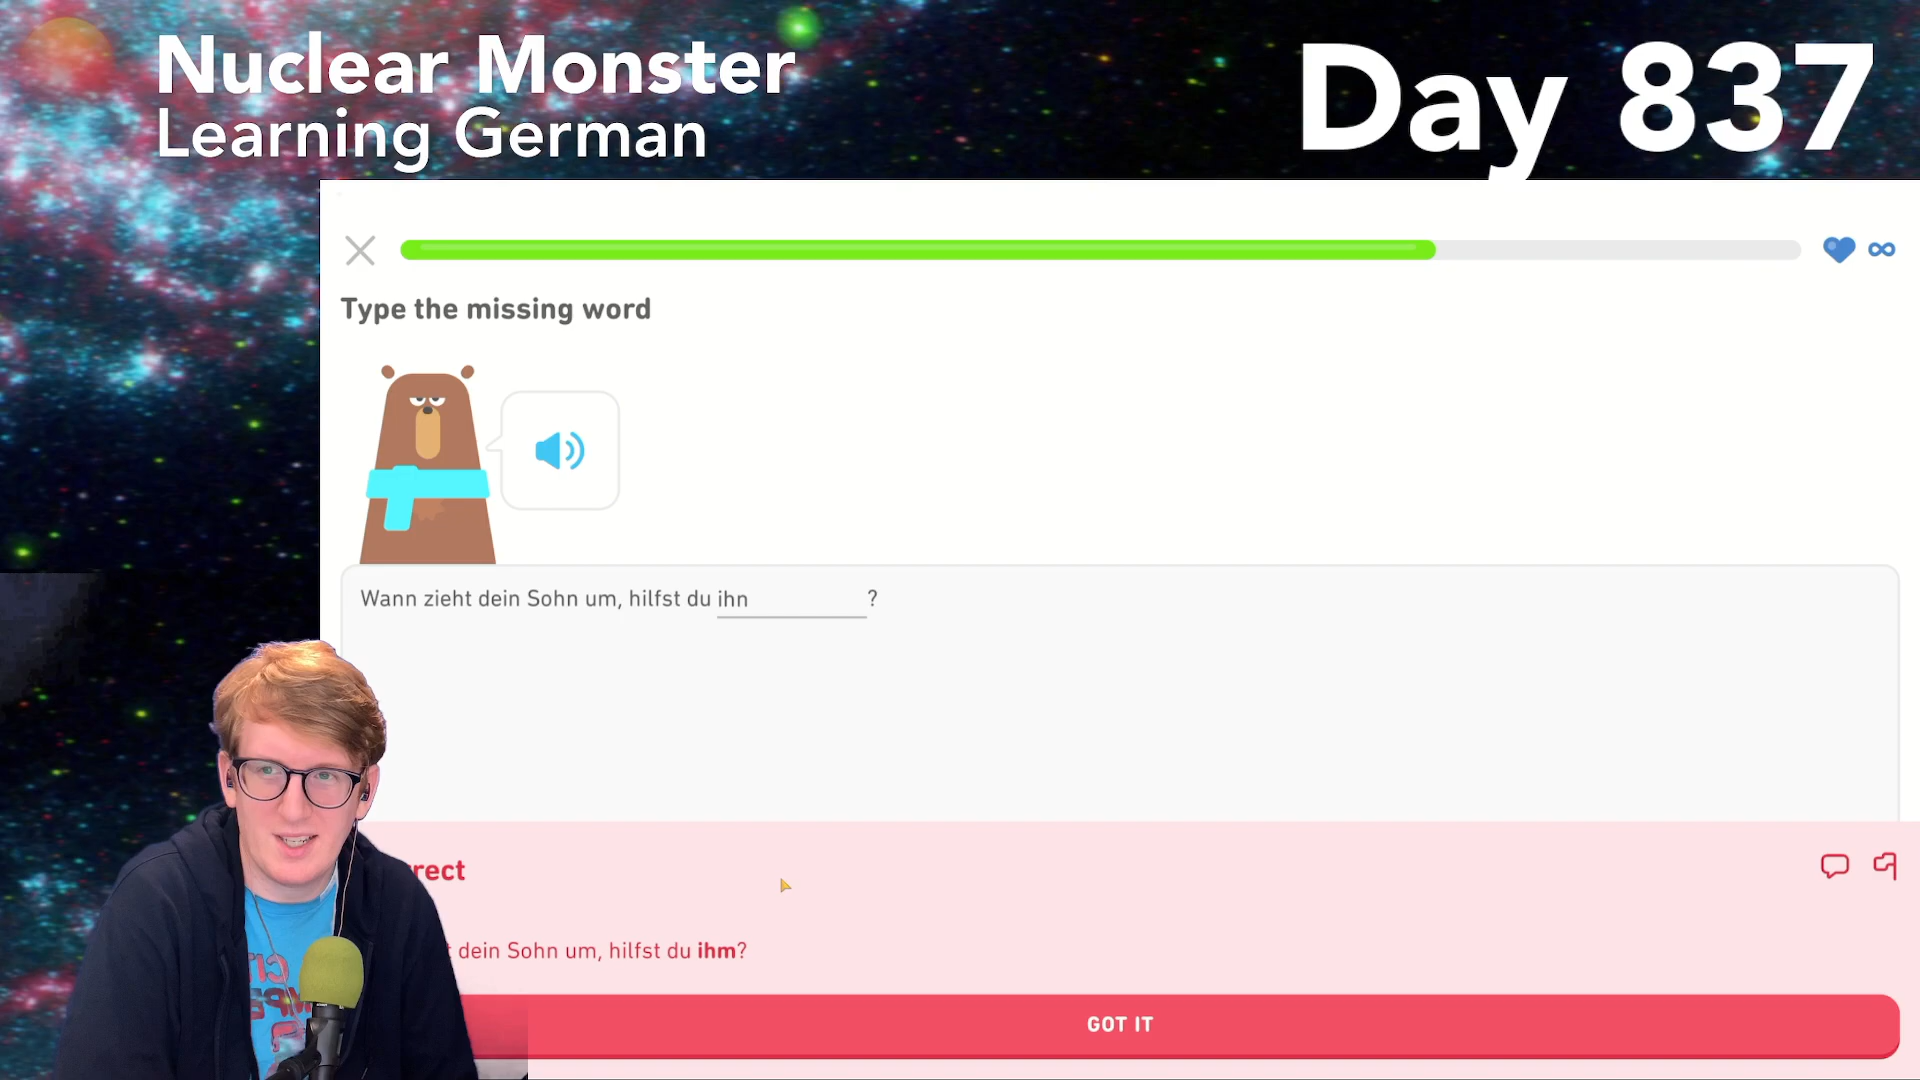 Nuclear Monster
Learning German
Day 837
Type the missing word
Wann zieht dein Sohn um, hilfst du ihn ?
dein Sohn um, hilfst du ihm?
GOT IT